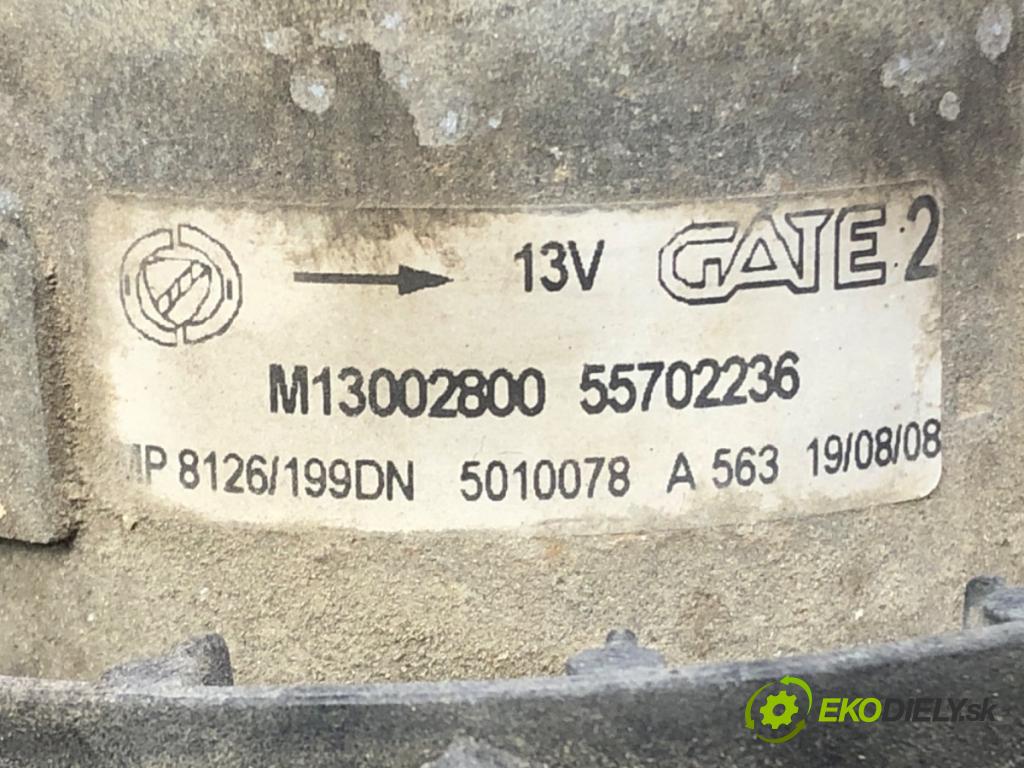 13V GATE 2
M13002800 55702236
MP 8126/199DN 5010078 A 563 19/08/08
EKODIELY.sk